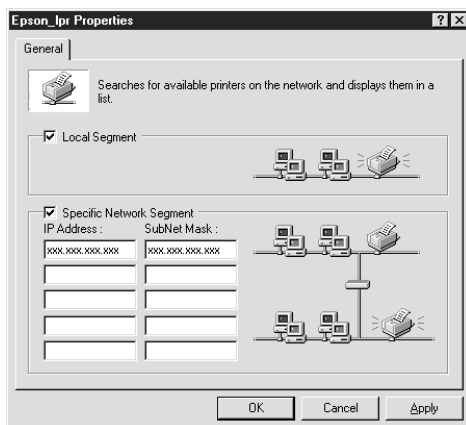 Epson_lpr Properties
General
Searches for available printers on the network and displays them in a
list.
Local Segment
Specific Network Segment
IP Address : SubNet Mask :
xxx.xxx.xxx.xxx xxx.xxx.xxx.xxx
OK Cancel Apply